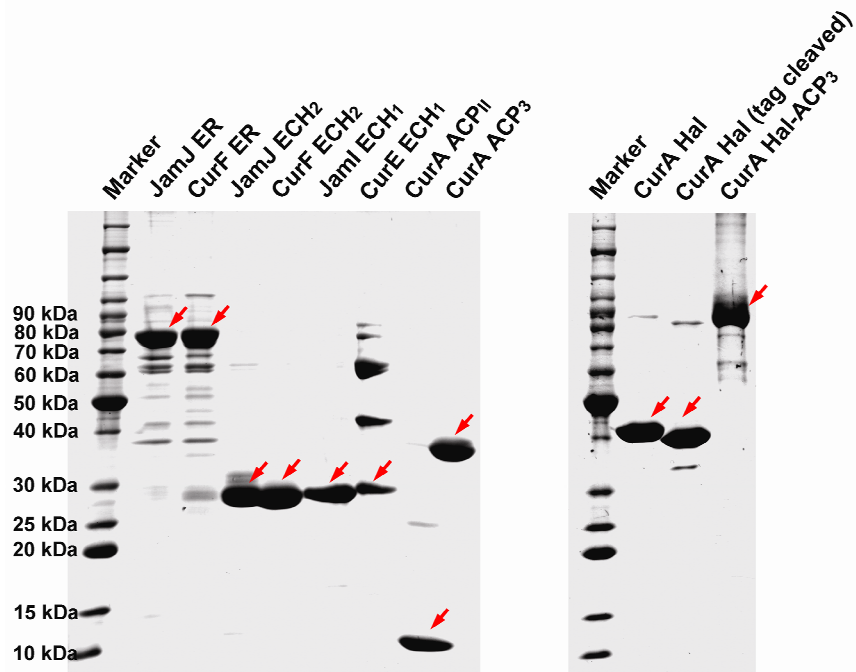 Marker
JamJ ER
CurF ER
JamJ ECH2
CurF ECH2
JamI ECH1
CurE ECH1
CurA ACPII
CurA ACP3
Marker
CurA Hal
CurA Hal (tag cleaved)
CurA Hal-ACP3
90 kDa
80 kDa
70 kDa
60 kDa
50 kDa
40 kDa
30 kDa
25 kDa
20 kDa
15 kDa
10 kDa